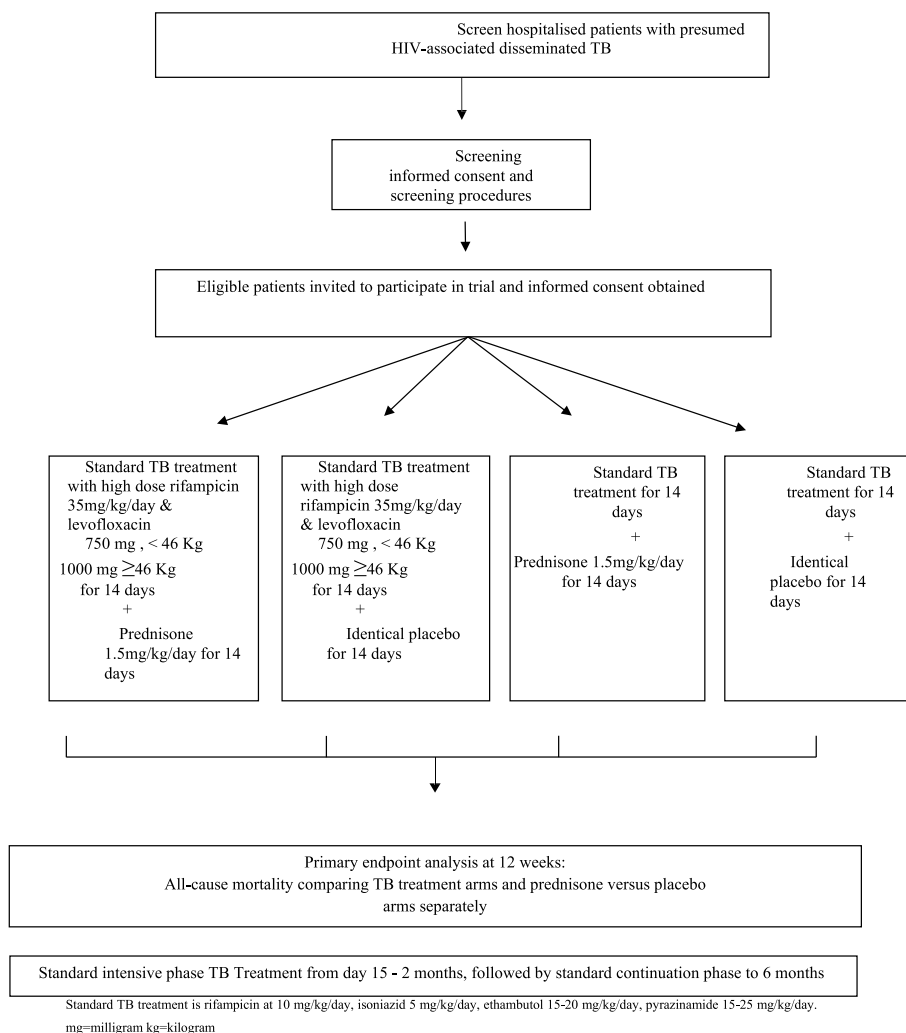 Screen hospitalised patients with presumed
HIV-associated disseminated TB
Screening
informed consent and
screening procedures
Eligible patients invited to participate in trial and informed consent obtained
Standard TB treatment
with high dose rifampicin
35mg/kg/day &
levofloxacin
750 mg , < 46 Kg
1000 mg ≥46 Kg
for 14 days
+
Prednisone
1.5mg/kg/day for 14
days
Standard TB treatment
with high dose
rifampicin 35mg/kg/day
& levofloxacin
750 mg , < 46 Kg
1000 mg ≥46 Kg
for 14 days
+
Identical placebo
for 14 days
Standard TB
treatment for 14
days
+
Prednisone 1.5mg/kg/day
for 14 days
Standard TB
treatment for 14
days
+
Identical
placebo for 14
days
Primary endpoint analysis at 12 weeks:
All-cause mortality comparing TB treatment arms and prednisone versus placebo
arms separately
Standard intensive phase TB Treatment from day 15 - 2 months, followed by standard continuation phase to 6 months
Standard TB treatment is rifampicin at 10 mg/kg/day, isoniazid 5 mg/kg/day, ethambutol 15-20 mg/kg/day, pyrazinamide 15-25 mg/kg/day.
mg=milligram kg=kilogram